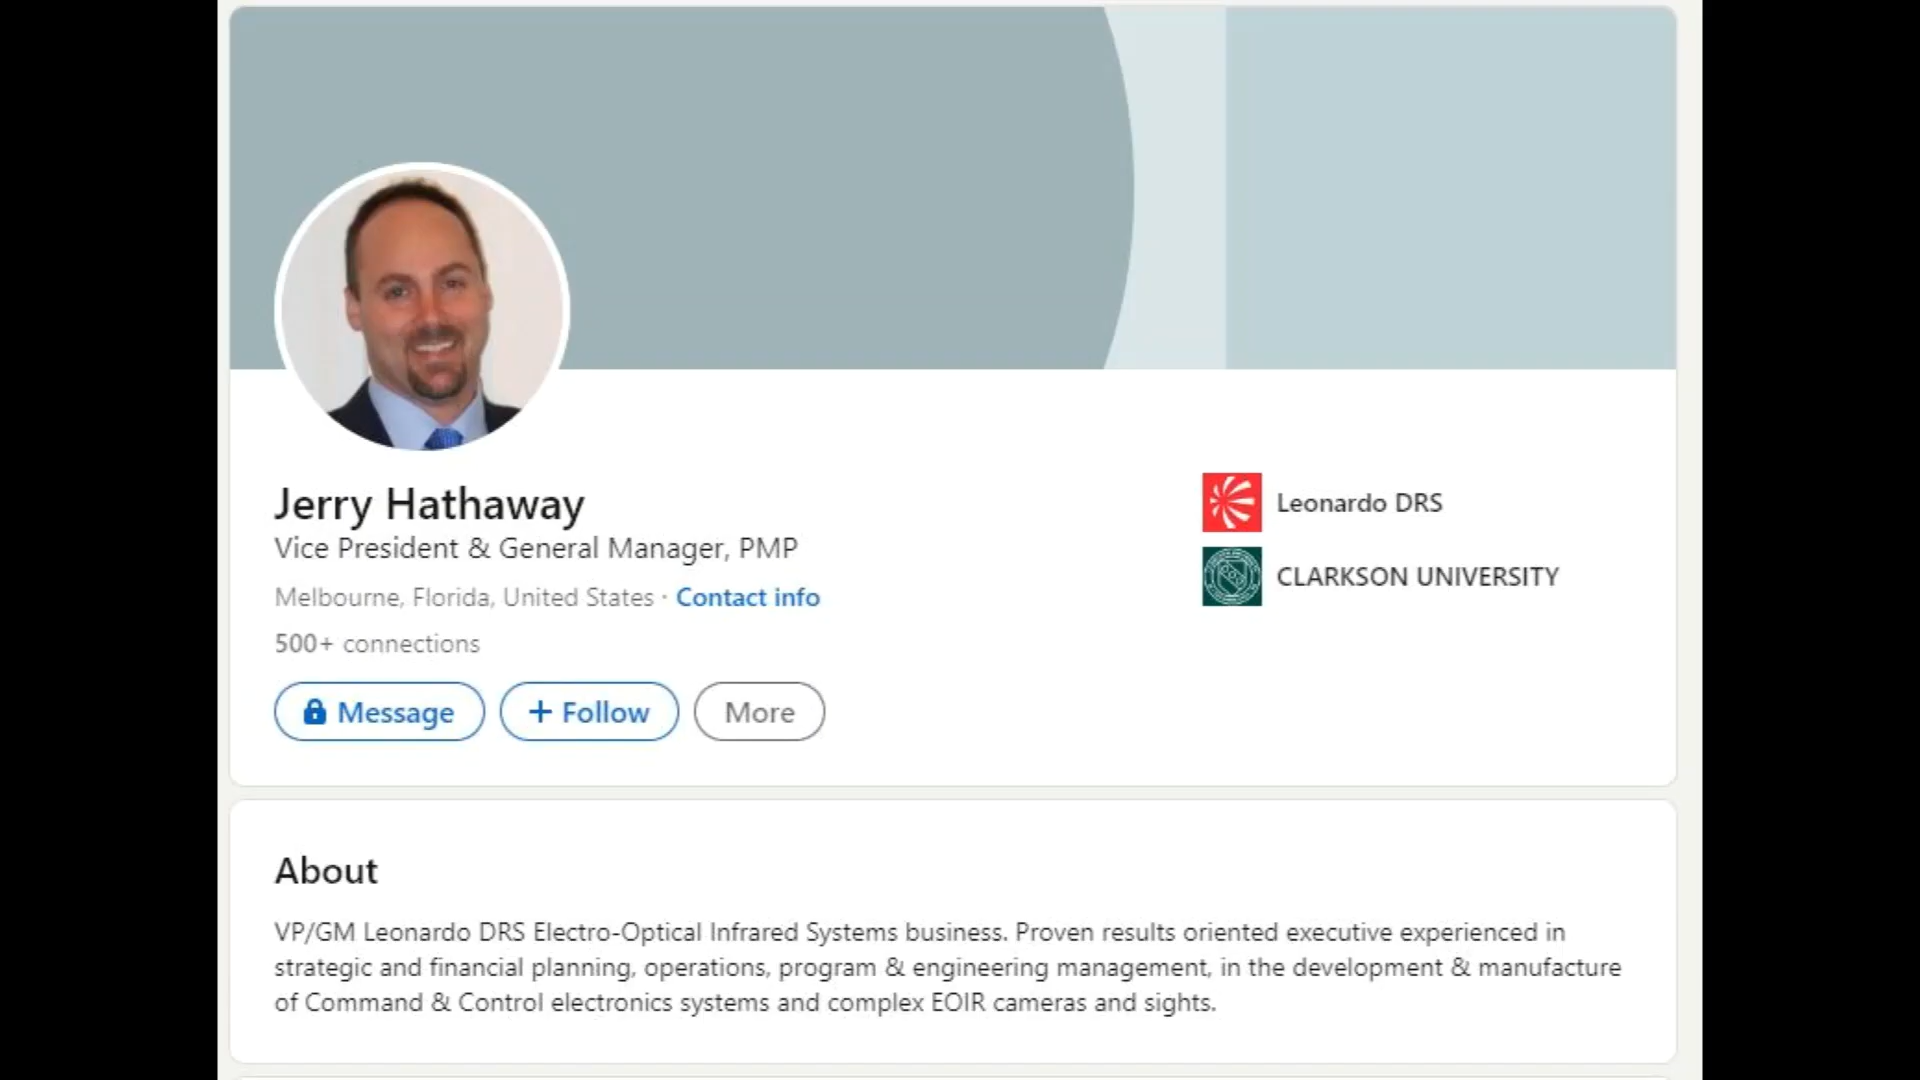 Jerry Hathaway
Vice President & General Manager, PMP
Melbourne, Florida, United States · Contact info
500+ connections
Message
+ Follow
More
Leonardo DRS
CLARKSON UNIVERSITY
About
VP/GM Leonardo DRS Electro-Optical Infrared Systems business. Proven results oriented executive experienced in
strategic and financial planning, operations, program & engineering management, in the development & manufacture
of Command & Control electronics systems and complex EOIR cameras and sights.